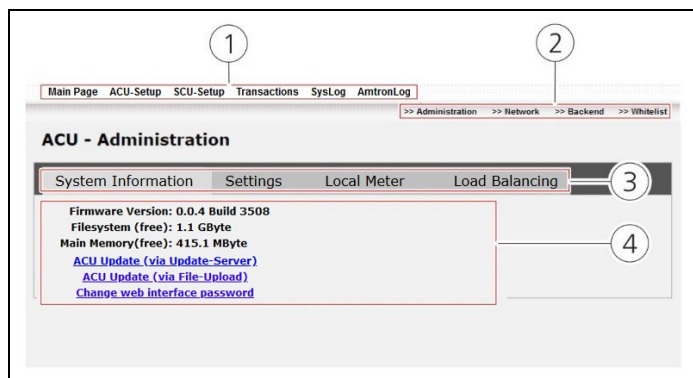 1
2
Main Page ACU-Setup SCU-Setup Transactions SysLog AmtronLog
>> Administration >> Network >> Backend >> Whitelist
ACU - Administration
System Information Settings Local Meter Load Balancing
3
Firmware Version: 0.0.4 Build 3508
Filesystem (free): 1.1 GByte
Main Memory(free): 415.1 MByte
4
ACU Update (via Update-Server)
ACU Update (via File-Upload)
Change web interface password